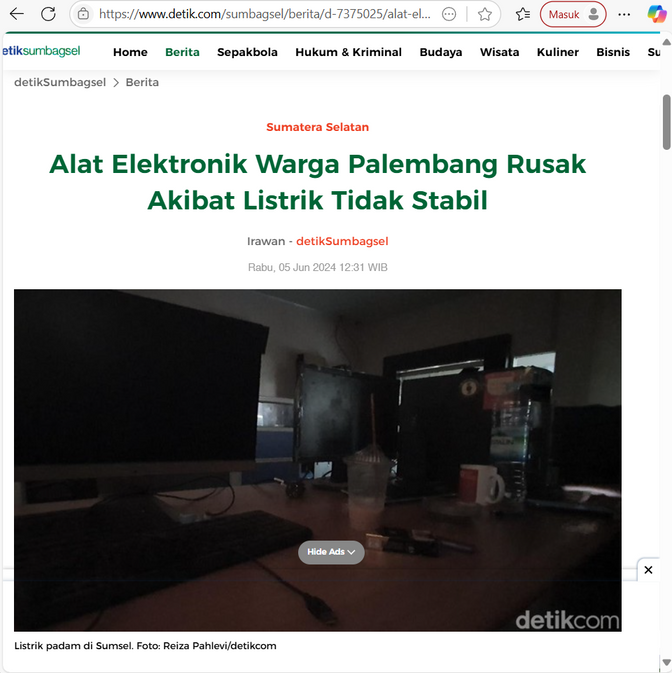 https://www.detik.com/sumbagsel/berita/d-7375025/alat-el...
Masuk
etiksumbagsel
Home Berita Sepakbola Hukum & Kriminal Budaya Wisata Kuliner Bisnis Su
detikSumbagsel > Berita
Sumatera Selatan
Alat Elektronik Warga Palembang Rusak
Akibat Listrik Tidak Stabil
Irawan - detikSumbagsel
Rabu, 05 Jun 2024 12:31 WIB
Hide Ads
detikcom
Listrik padam di Sumsel. Foto: Reiza Pahlevi/detikcom